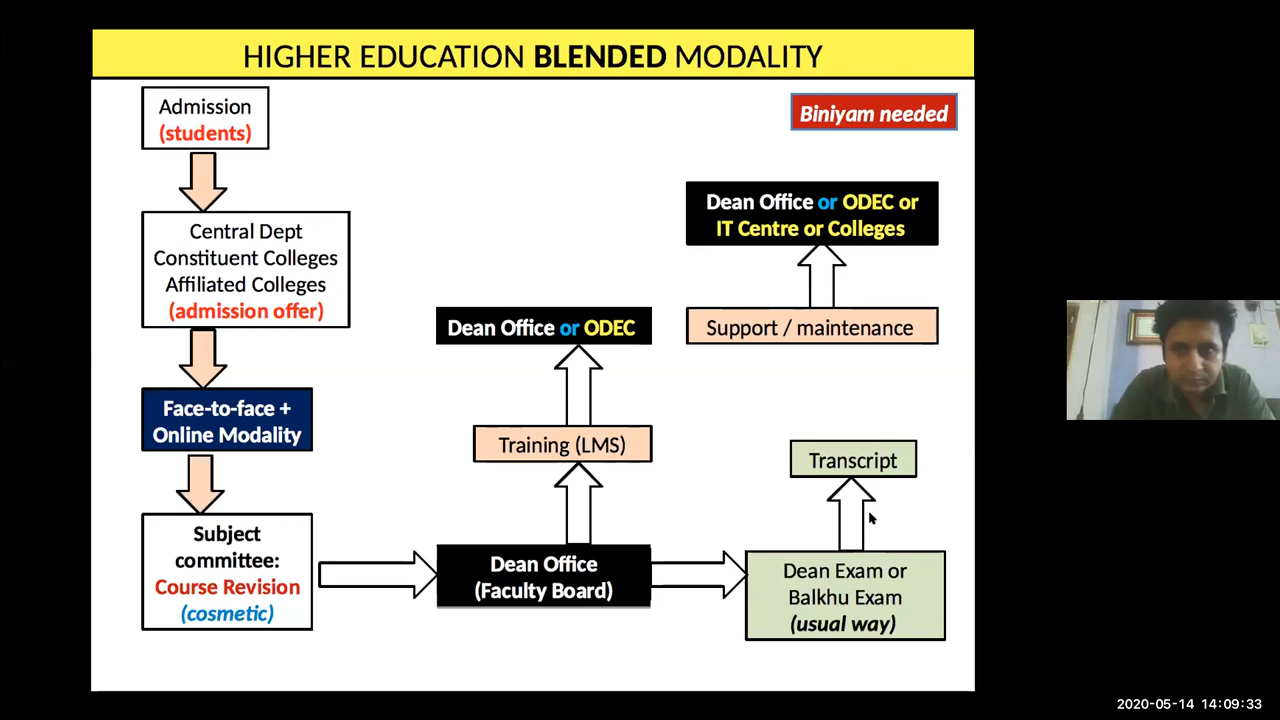 HIGHER EDUCATION BLENDED MODALITY
Admission
(students)
Biniyam needed
Central Dept
Constituent Colleges
Affiliated Colleges
(admission offer)
Dean Office or ODEC or
IT Centre or Colleges
Support / maintenance
Dean Office or ODEC
Face-to-face +
Online Modality
Training (LMS)
Transcript
Subject
committee:
Course Revision
(cosmetic)
Dean Office
(Faculty Board)
Dean Exam or
Balkhu Exam
(usual way)
2020-05-14 14:09:33